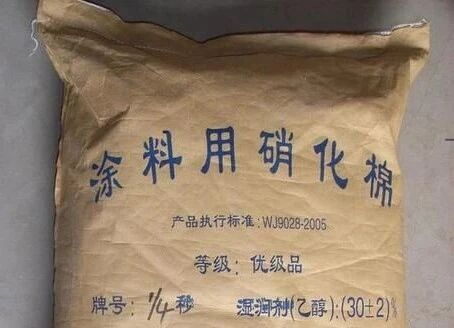 涂料用硝化棉
产品执行标准:WJ9028-2005
等级:优级品
牌号:1/4秒 湿润剂(乙醇):(30±2)%